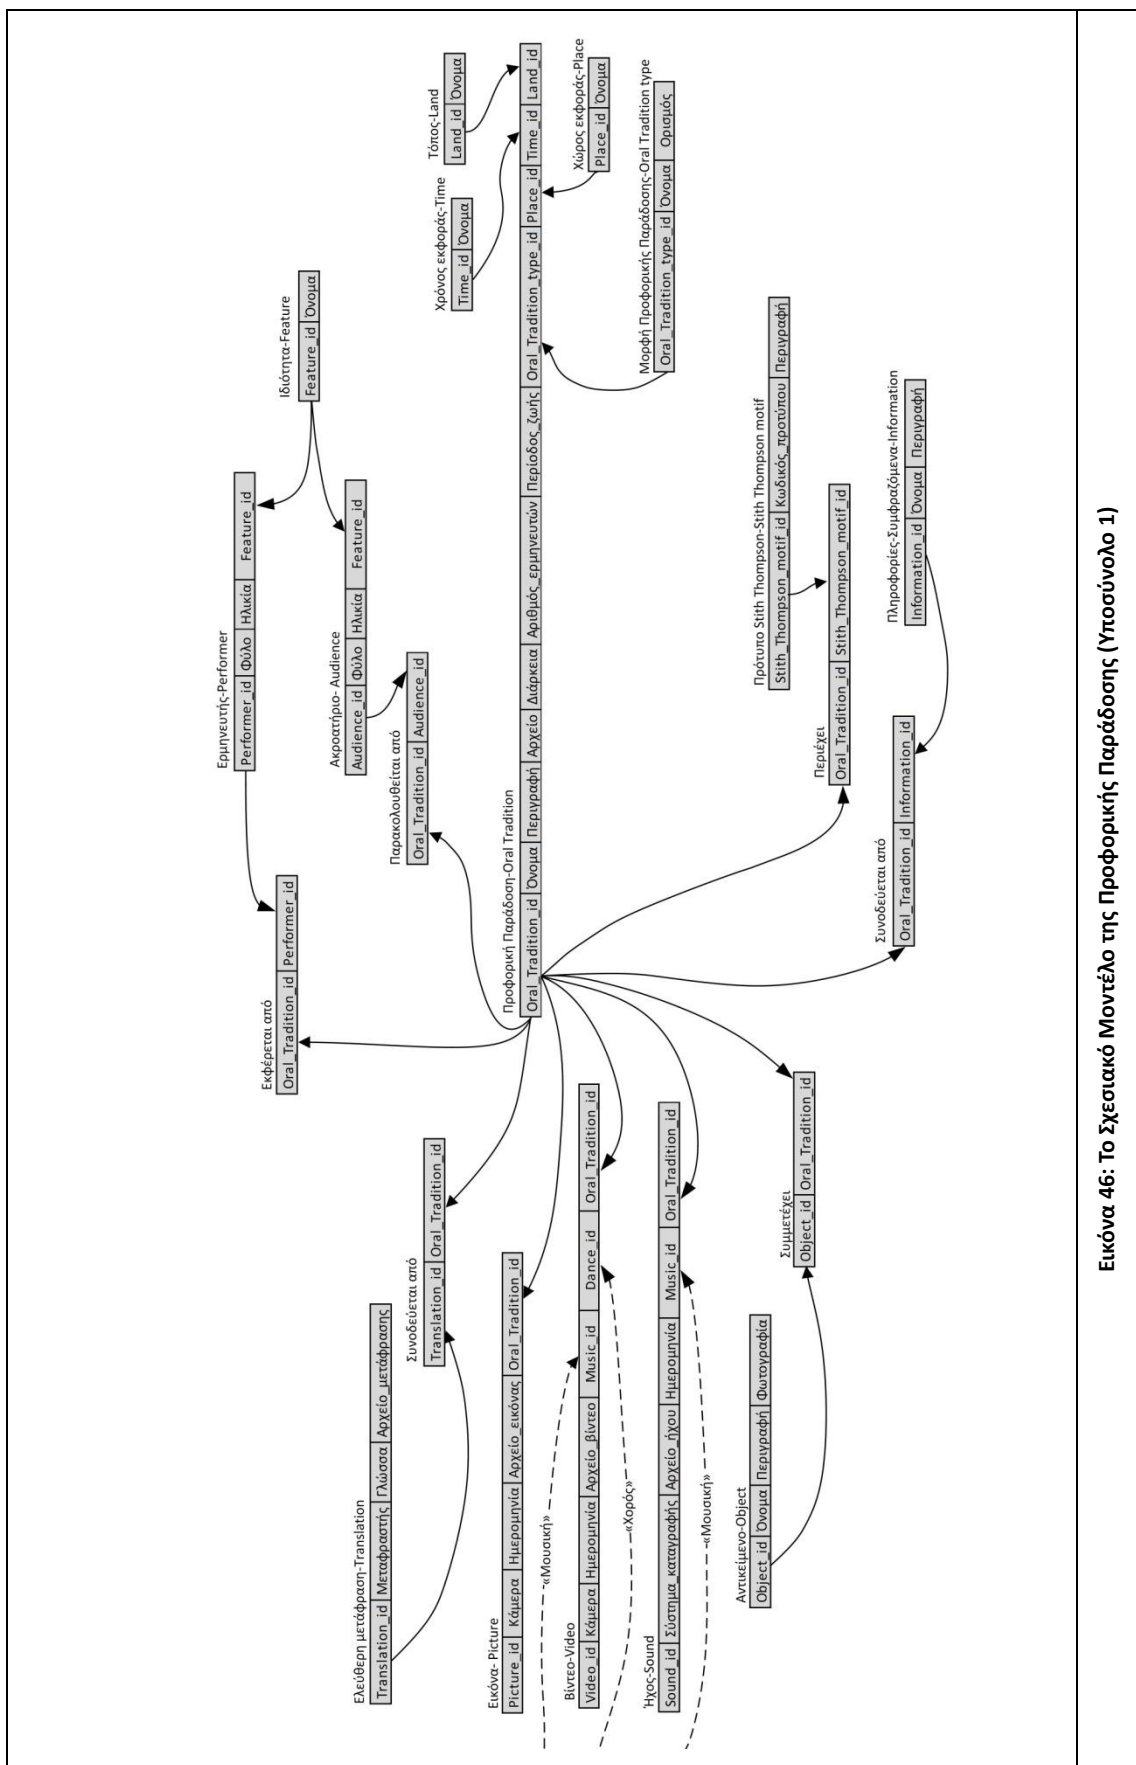 Τόπος-Land
Land_id Όνομα
Χρόνος εκφοράς-Time
Time_id Όνομα
Χώρος εκφοράς-Place
Place_id Όνομα
Μορφή Προφορικής Παράδοσης-Oral Tradition type
Oral_Tradition_type_id Όνομα Ορισμός
Ιδιότητα-Feature
Feature_id Όνομα
Ερμηνευτής-Performer
Performer_id Φύλο Ηλικία Feature_id
Ακροατήριο- Audience
Audience_id Φύλο Ηλικία Feature_id
Παρακολουθείται από
Oral_Tradition_id Audience_id
Εκφέρεται από
Oral_Tradition_id Performer_id
Προφορική Παράδοση-Oral Tradition
Oral_Tradition_id Όνομα Περιγραφή Αρχείο Διάρκεια Αριθμός_ερμηνευτών Περίοδος_ζωής Oral_Tradition_type_id Place_id Time_id Land_id
Πρότυπο Stith Thompson-Stith Thompson motif
Stith_Thompson_motif_id Κωδικός_προτύπου Περιγραφή
Περιέχει
Oral_Tradition_id Stith_Thompson_motif_id
Πληροφορίες-Συμφραζόμενα-Information
Information_id Όνομα Περιγραφή
Συνοδεύεται από
Oral_Tradition_id Information_id
Ελεύθερη μετάφραση-Translation
Translation_id Μεταφραστής Γλώσσα Αρχείο_μετάφρασης
Συνοδεύεται από
Translation_id Oral_Tradition_id
Εικόνα- Picture
Picture_id Κάμερα Ημερομηνία Αρχείο_εικόνας Oral_Tradition_id
«Μουσική»
Βίντεο-Video
Video_id Κάμερα Ημερομηνία Αρχείο_βίντεο Music_id Dance_id Oral_Tradition_id
«Χορός»
Ήχος-Sound
Sound_id Σύστημα_καταγραφής Αρχείο_ήχου Ημερομηνία Music_id Oral_Tradition_id
«Μουσική»
Αντικείμενο-Object
Object_id Όνομα Περιγραφή Φωτογραφία
Συμμετέχει
Object_id Oral_Tradition_id
Εικόνα 46: Το Σχεσιακό Μοντέλο της Προφορικής Παράδοσης (Υποσύνολο 1)